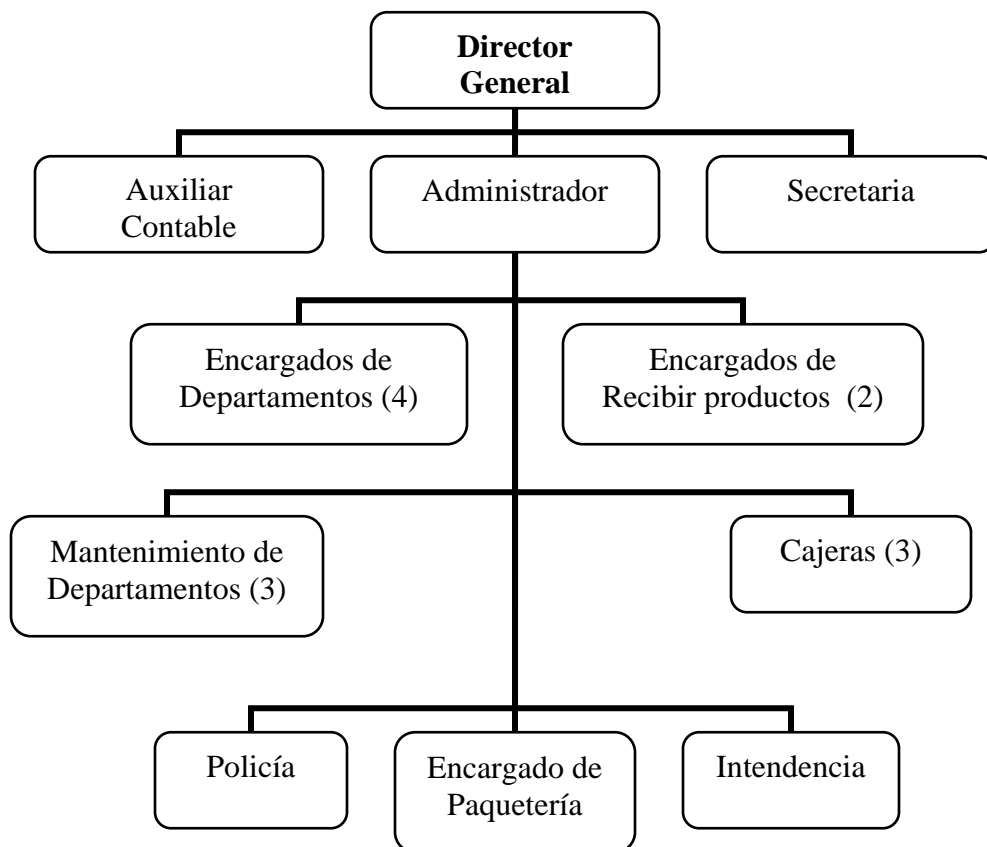 Director
General
Auxiliar
Contable
Administrador
Secretaria
Encargados de
Departamentos (4)
Encargados de
Recibir productos  (2)
Mantenimiento de
Departamentos (3)
Cajeras (3)
Policía
Encargado de
Paquetería
Intendencia